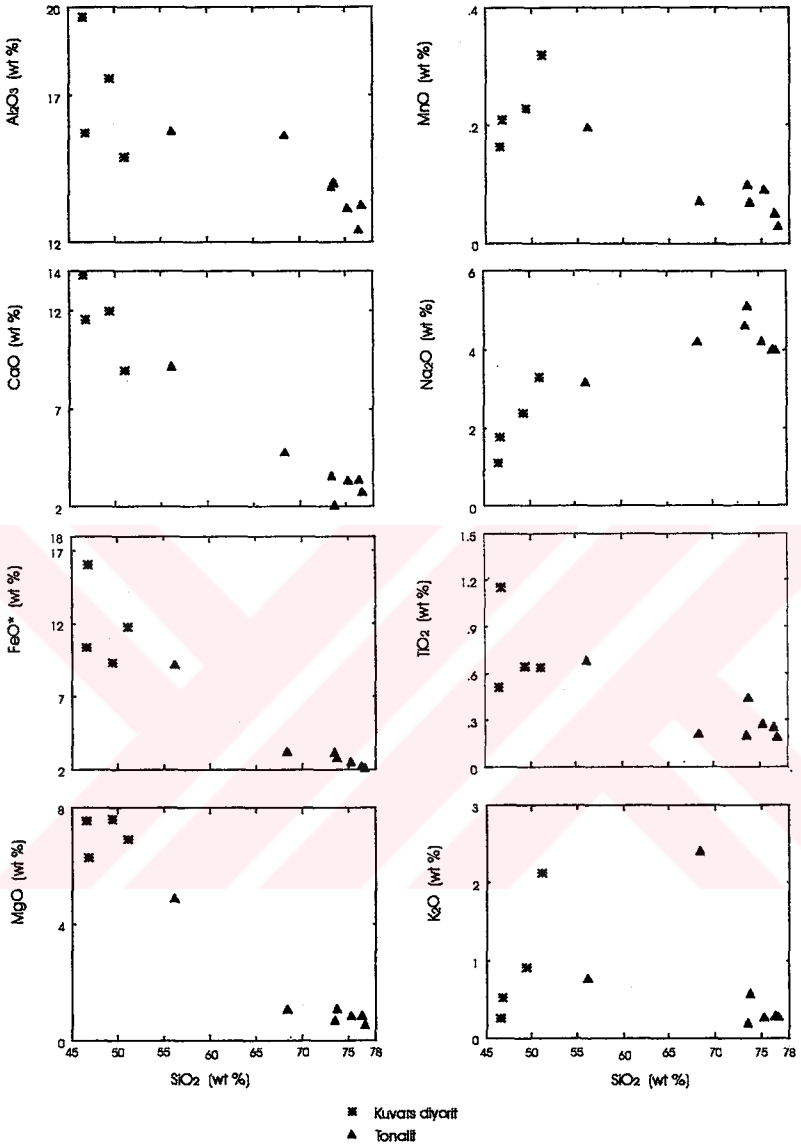 20
17
12
Al₂O₃ (wt %)
.4
.2
0
MnO (wt %)
14
12
7
2
CaO (wt %)
6
4
2
0
Na₂O (wt %)
18
17
12
7
2
FeO* (wt %)
1.5
1.2
.9
.6
.3
0
TiO₂ (wt %)
8
4
0
MgO (wt %)
3
2
1
0
K₂O (wt %)
45 50 55 60 65 70 75 78
SiO₂ (wt %)
45 50 55 60 65 70 75 78
SiO₂ (wt %)
Kuvars diyorit
Tonalit